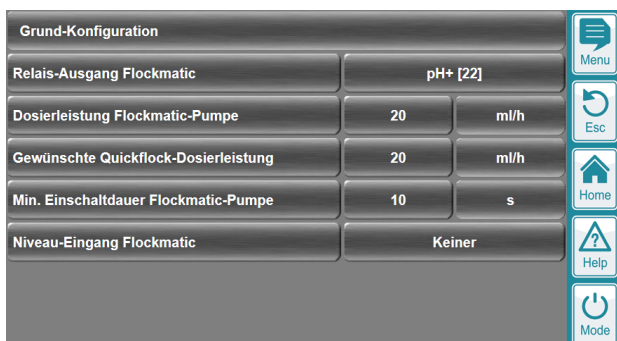 Grund-Konfiguration
Relais-Ausgang Flockmatic pH+ [22]
Dosierleistung Flockmatic-Pumpe 20 ml/h
Gewünschte Quickflock-Dosierleistung 20 ml/h
Min. Einschaltdauer Flockmatic-Pumpe 10 s
Niveau-Eingang Flockmatic Keiner
Menu
Esc
Home
Help
Mode